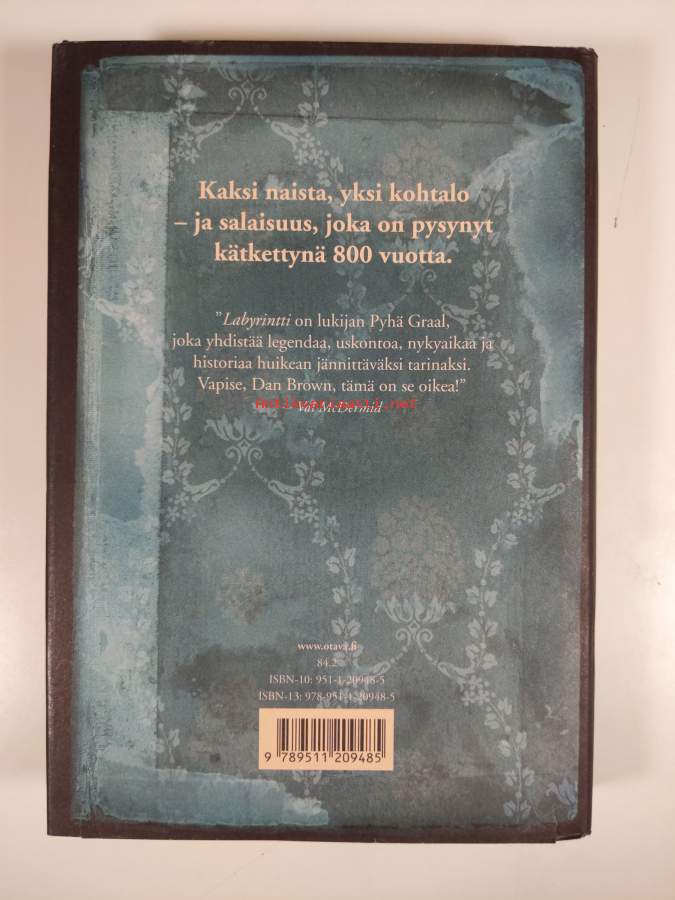 Kaksi naista, yksi kohtalo
– ja salaisuus, joka on pysynyt
kätkettynä 800 vuotta.
”Labyrintti on lukijan Pyhä Graal,
joka yhdistää legendaa, uskontoa, nykyaikaa ja
historiaa huikean jännittäväksi tarinaksi.
Vapise, Dan Brown, tämä on se oikea!”
Val McDermid
www.otava.fi
84.2
ISBN-10: 951-1-20948-5
ISBN-13: 978-951-1-20948-5
9 789511 209485